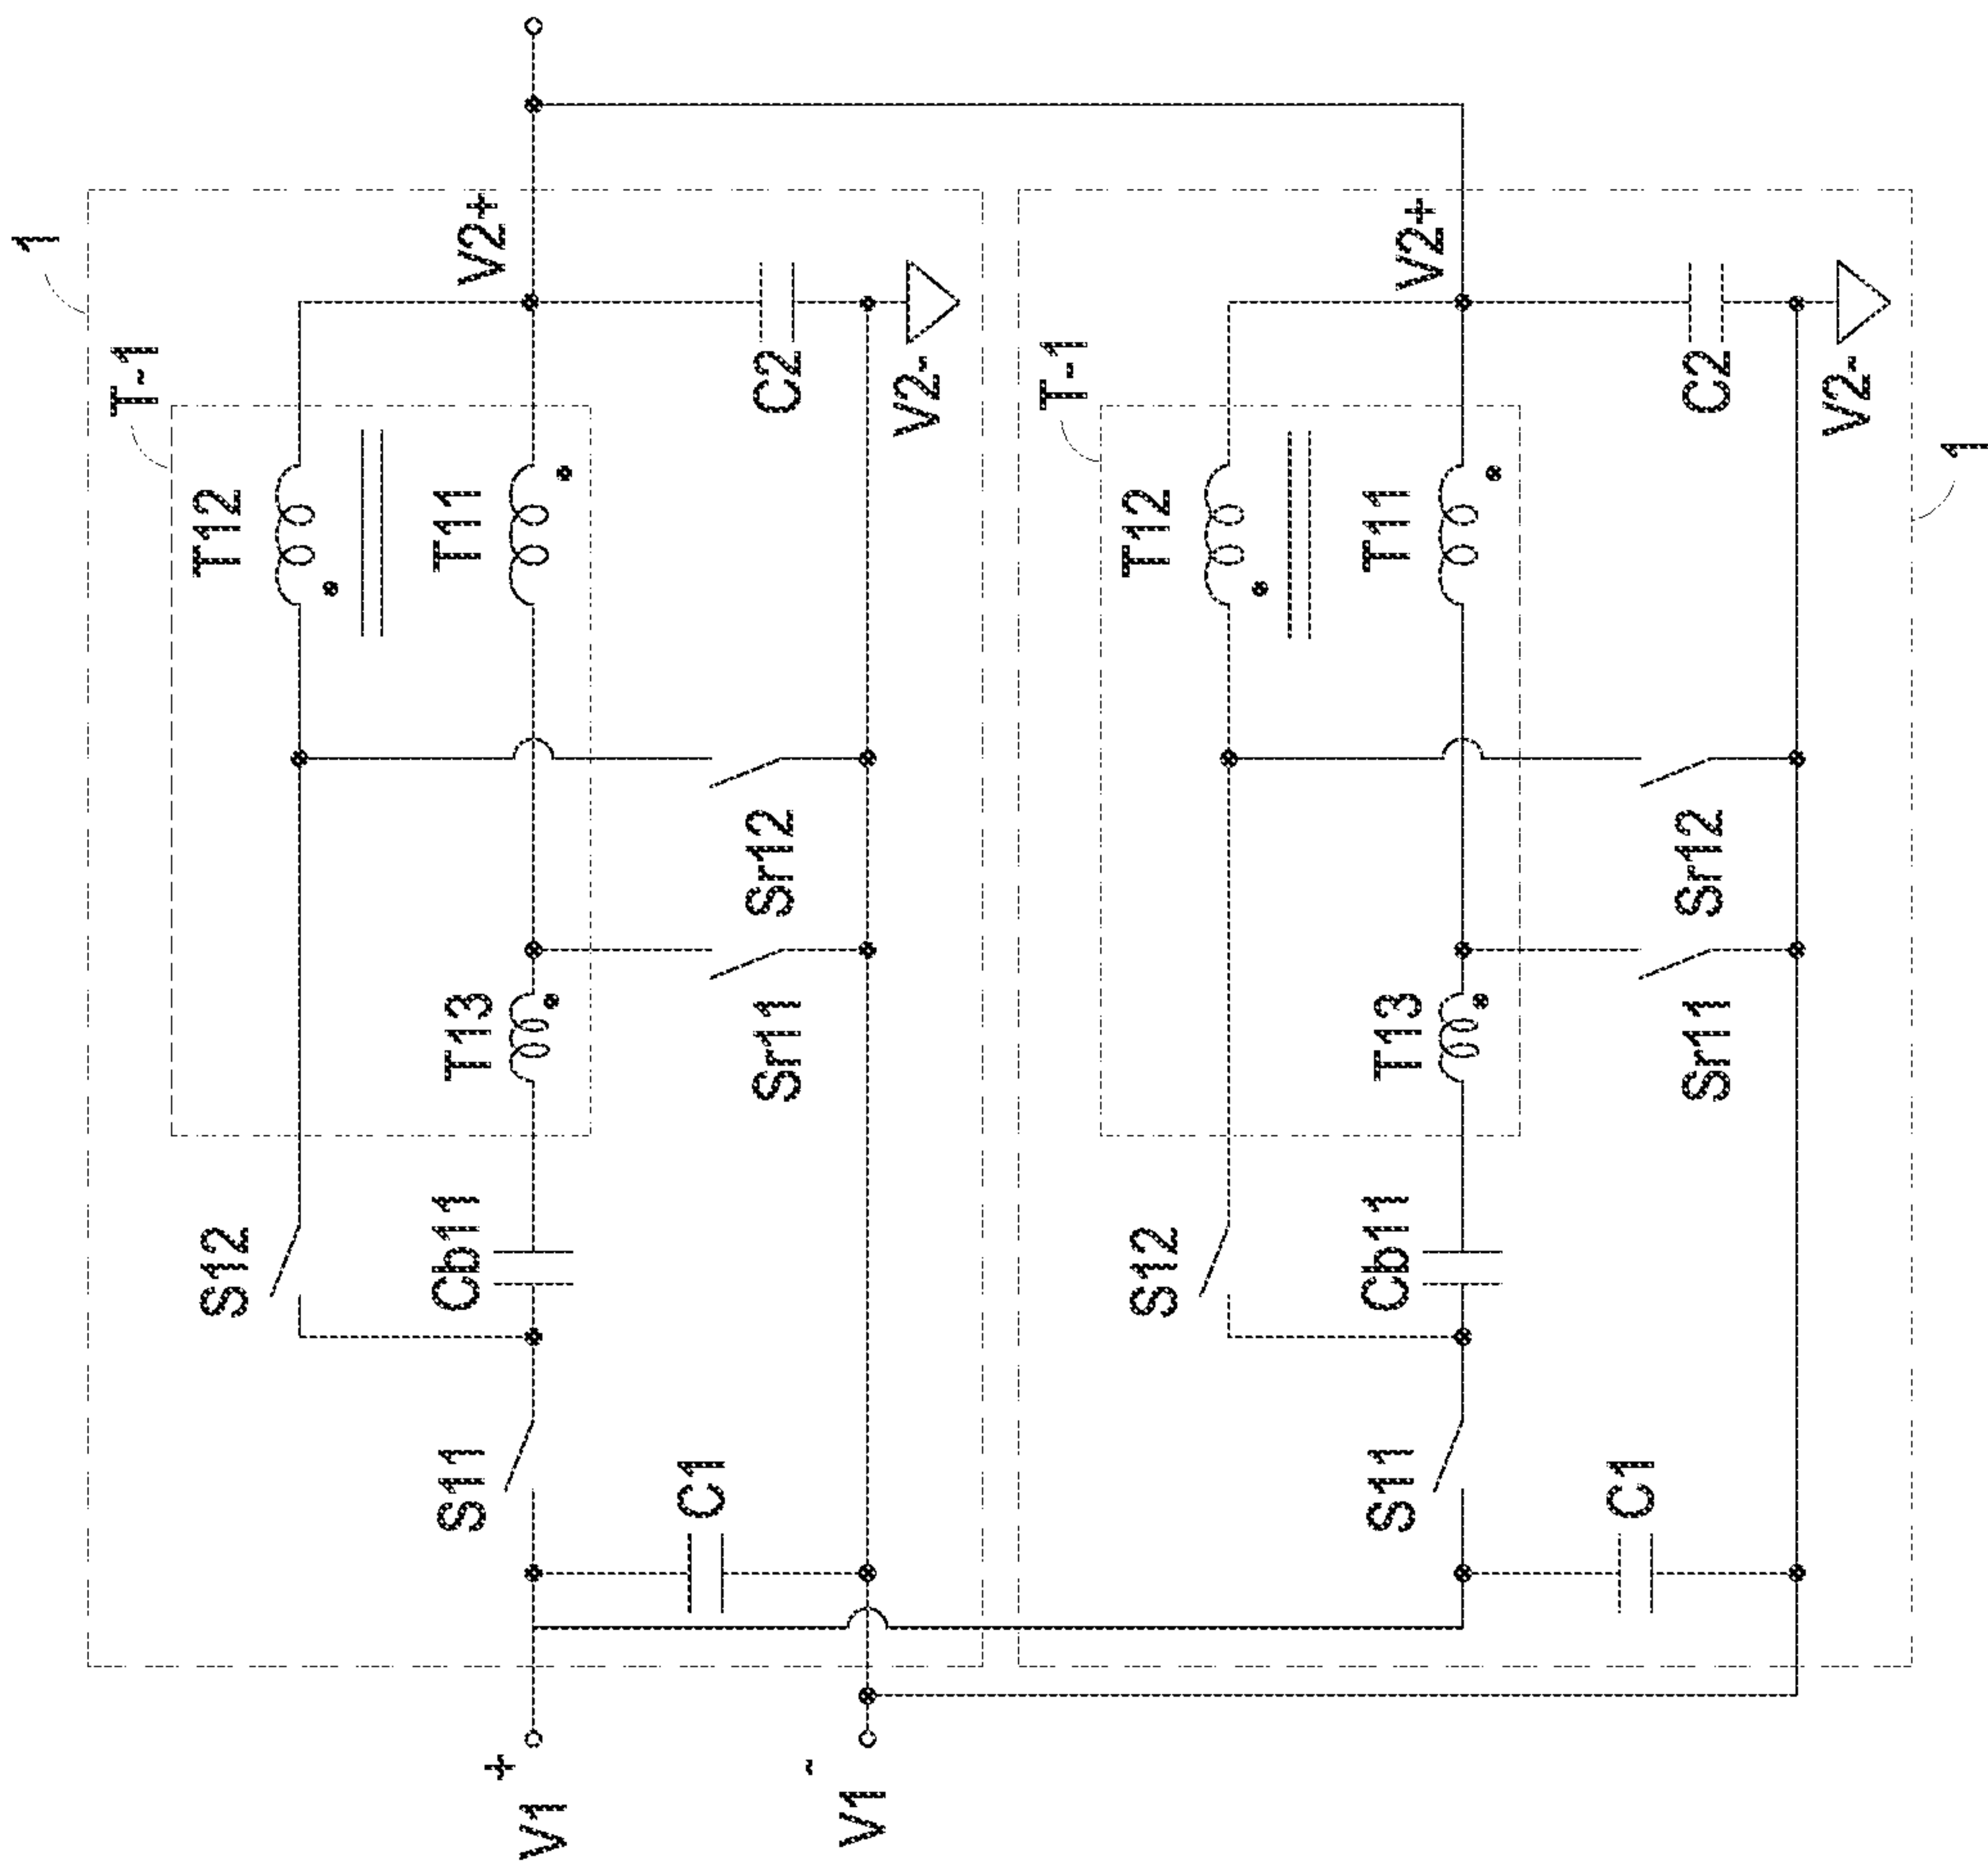 1
T-1
T12
T11
V2+
C2
V2-
S12
Cb11
T13
Sr12
Sr11
S11
C1
V1
+
V1
-
T-1
T12
T11
V2+
C2
V2-
1
S12
Cb11
T13
Sr12
Sr11
S11
C1